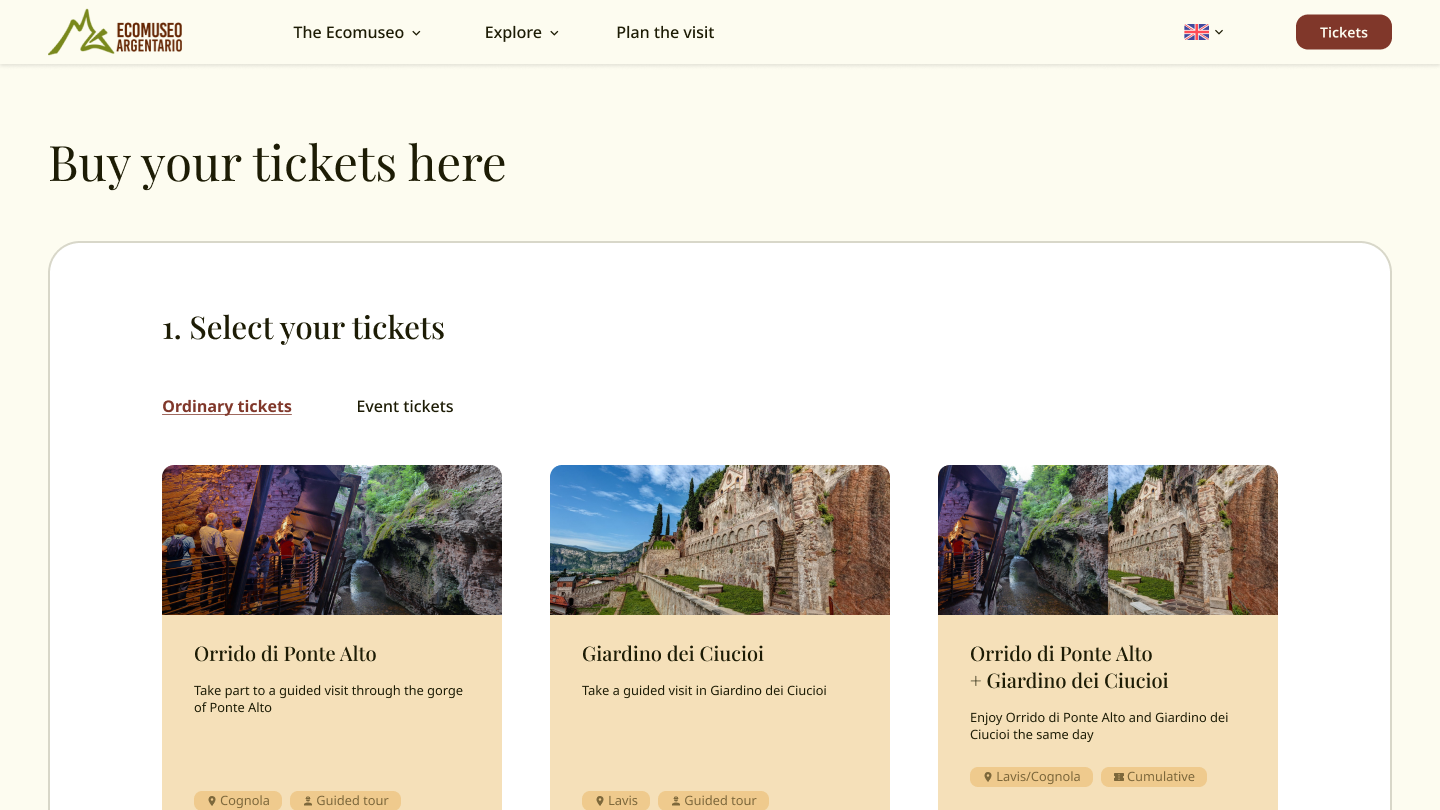 ECOMUSEO
ARGENTARIO
The Ecomuseo
Explore
Plan the visit
Tickets
Buy your tickets here
1. Select your tickets
Ordinary tickets
Event tickets
Orrido di Ponte Alto
Take part to a guided visit through the gorge
of Ponte Alto
Cognola
Guided tour
Giardino dei Ciucioi
Take a guided visit in Giardino dei Ciucioi
Lavis
Guided tour
Orrido di Ponte Alto
+ Giardino dei Ciucioi
Enjoy Orrido di Ponte Alto and Giardino dei
Ciucioi the same day
Lavis/Cognola
Cumulative